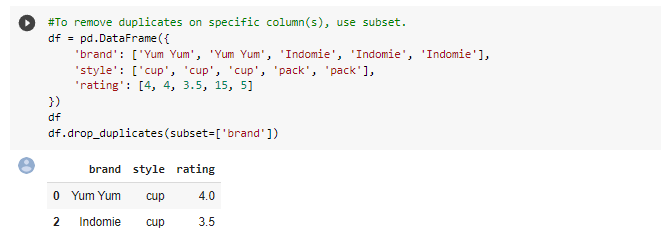 #To remove duplicates on specific column(s), use subset.
df = pd.DataFrame({
    'brand': ['Yum Yum', 'Yum Yum', 'Indomie', 'Indomie', 'Indomie'],
    'style': ['cup', 'cup', 'cup', 'pack', 'pack'],
    'rating': [4, 4, 3.5, 15, 5]
})
df
df.drop_duplicates(subset=['brand'])
brand style rating
0 Yum Yum cup 4.0
2 Indomie cup 3.5